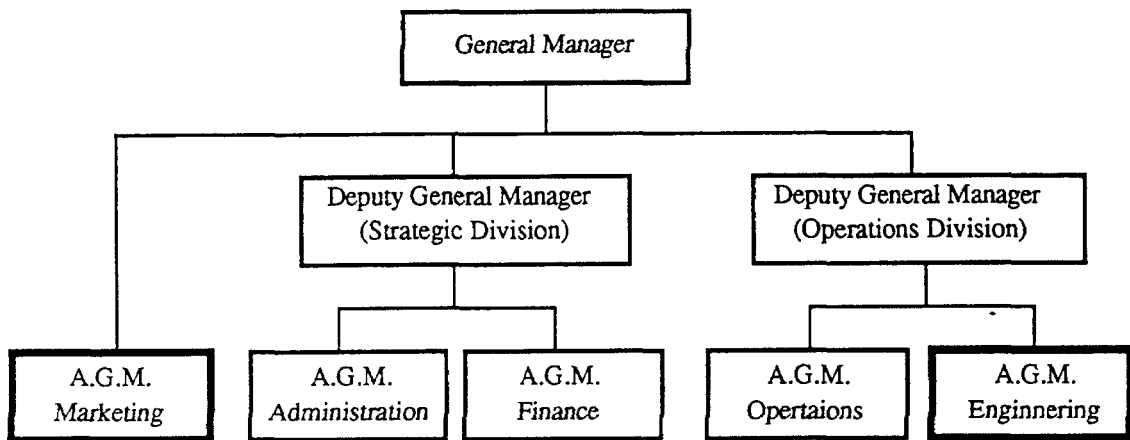 General Manager
Deputy General Manager
(Strategic Division)
Deputy General Manager
(Operations Division)
A.G.M.
Marketing
A.G.M.
Administration
A.G.M.
Finance
A.G.M.
Opertaions
A.G.M.
Enginnering